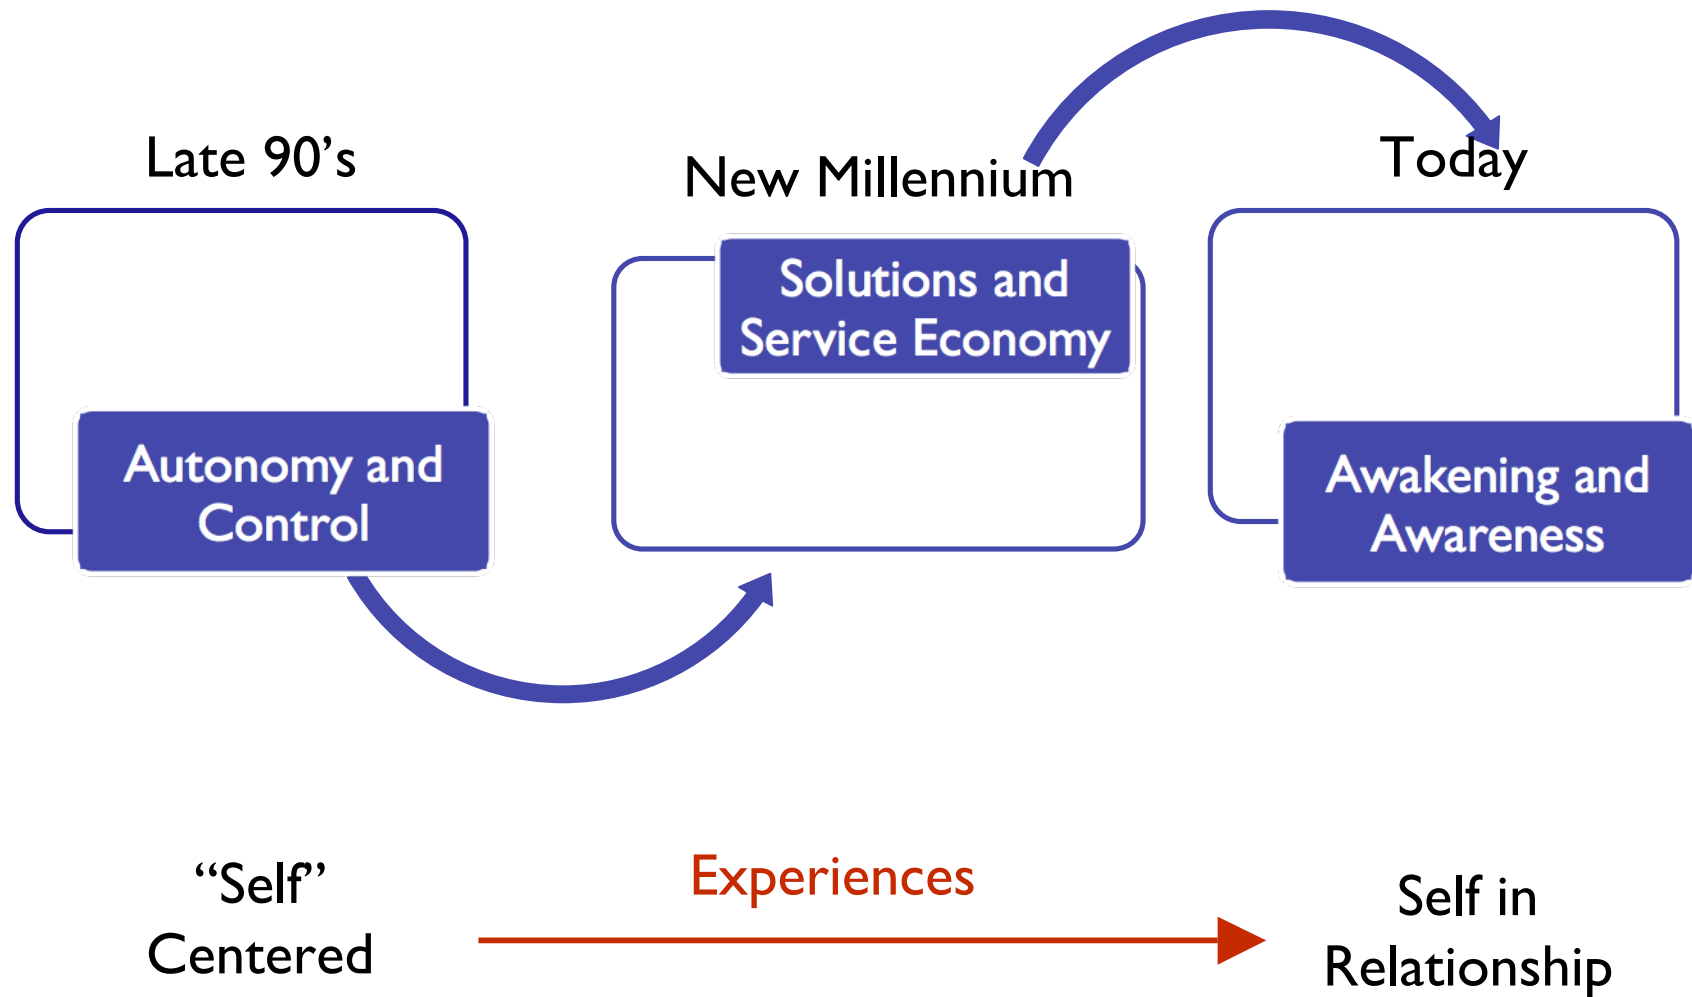 Late 90’s
New Millennium
Today
Autonomy and
Control
Solutions and
Service Economy
Awakening and
Awareness
“Self”
Centered
Experiences
Self in
Relationship